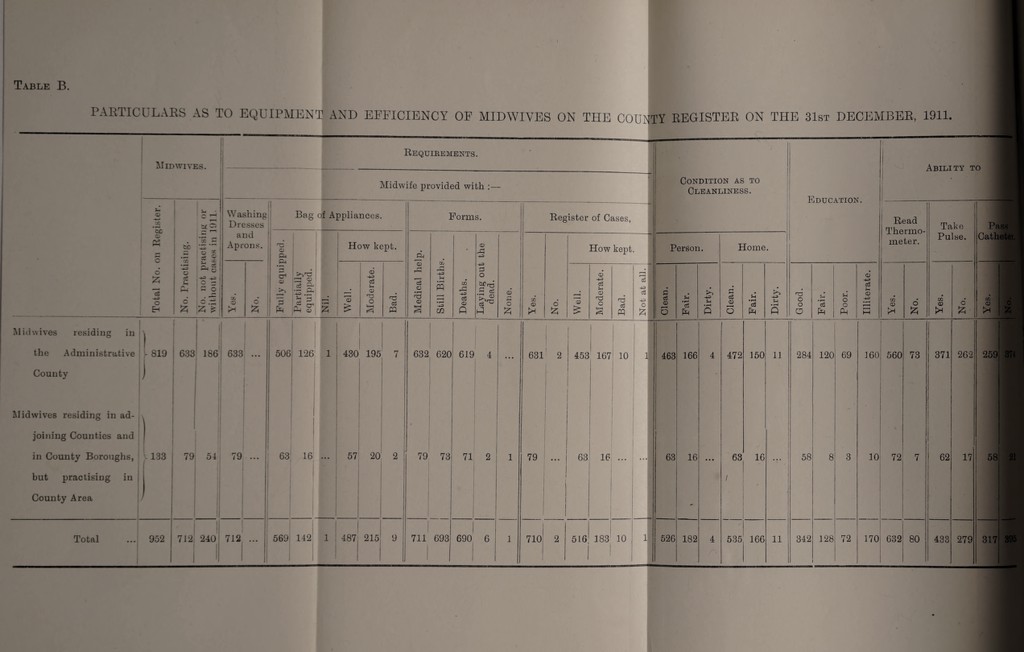 TABLE B.
PARTICULARS AS TO EQUIPMENT AND EFFICIENCY OF MIDWIVES ON THE COUNTY REGISTER ON THE 31ST DECEMBER, 1911.
MIDWIVES.
REQUIREMENTS.
CONDITION AS TO CLEANLINESS.
EDUCATION.
ABILITY TO
Midwife provided with :—
Total No. on Register.
No. Practising.
No. not practising or without cases in 1911.
Washing Dresses and Aprons.
Bag of Appliances.
Forms.
Register of Cases,
Person.
Home.
Read Thermometer.
Take Pulse.
Pass Catheter.
Yes.
No.
Fully equipped.
Partially equipped.
Nil.
How kept.
Well.
Moderate.
Bad.
Medical help.
Still Births.
Deaths.
Laying out the dead.
None.
Yes.
No.
How kept.
Well.
Moderate.
Bad.
Not at all.
Clean.
Fair.
Dirty.
Clean.
Fair.
Dirty.
Good.
Fair.
Poor.
Illiterate.
Yes.
No.
Yes.
No.
Yes.
No.
Midwives residing in
the Administrative 819 633 186 633 ... 506 126 1 430 195 7 632 620 619 4 ... 631 2 453 167 10 1 463 166 4 472 150 11 284 120 69 160 560 73 371 262 259
County
Midwives residing in ad-
joining Counties and
in County Boroughs, 133 79 54 79 ... 63 16 ... 57 20 2 79 73 71 2 1 79 ... 63 16 ... ... 63 16 ... 63 16 ... 58 8 3 10 72 7 62 17 58
but practising in
County Area
Total ... 952 712 240 712 ... 569 142 1 487 215 9 711 693 690 6 1 710 2 516 183 10 1 526 182 4 535 166 11 342 128 72 170 632 80 433 279 317